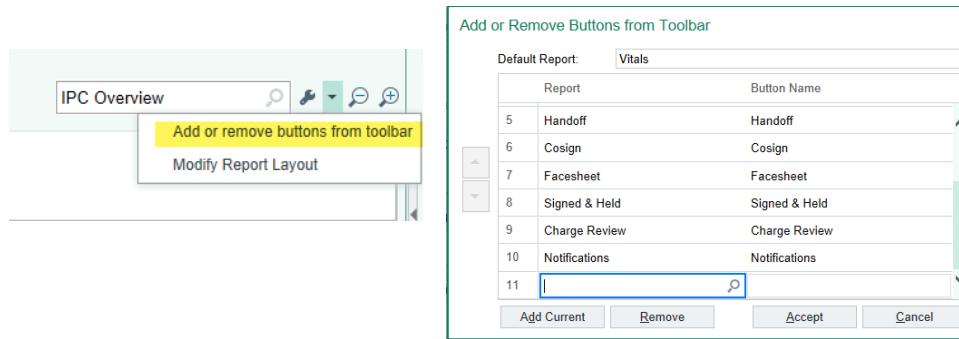 IPC Overview
Add or remove buttons from toolbar
Modify Report Layout
Add or Remove Buttons from Toolbar
Default Report: Vitals
Report Button Name
5 Handoff Handoff
6 Cosign Cosign
7 Facesheet Facesheet
8 Signed & Held Signed & Held
9 Charge Review Charge Review
10 Notifications Notifications
11
Add Current Remove Accept Cancel